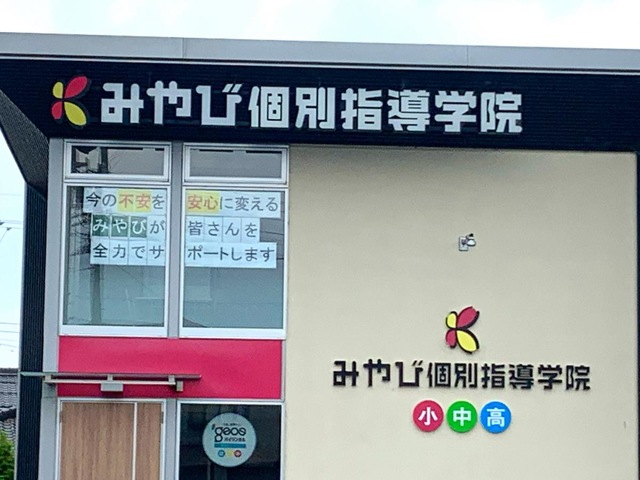 みやび個別指導学院
今の不安を安心に変える
みやびが皆さんを
全力でサポートします
みやび個別指導学院
小中高
geos